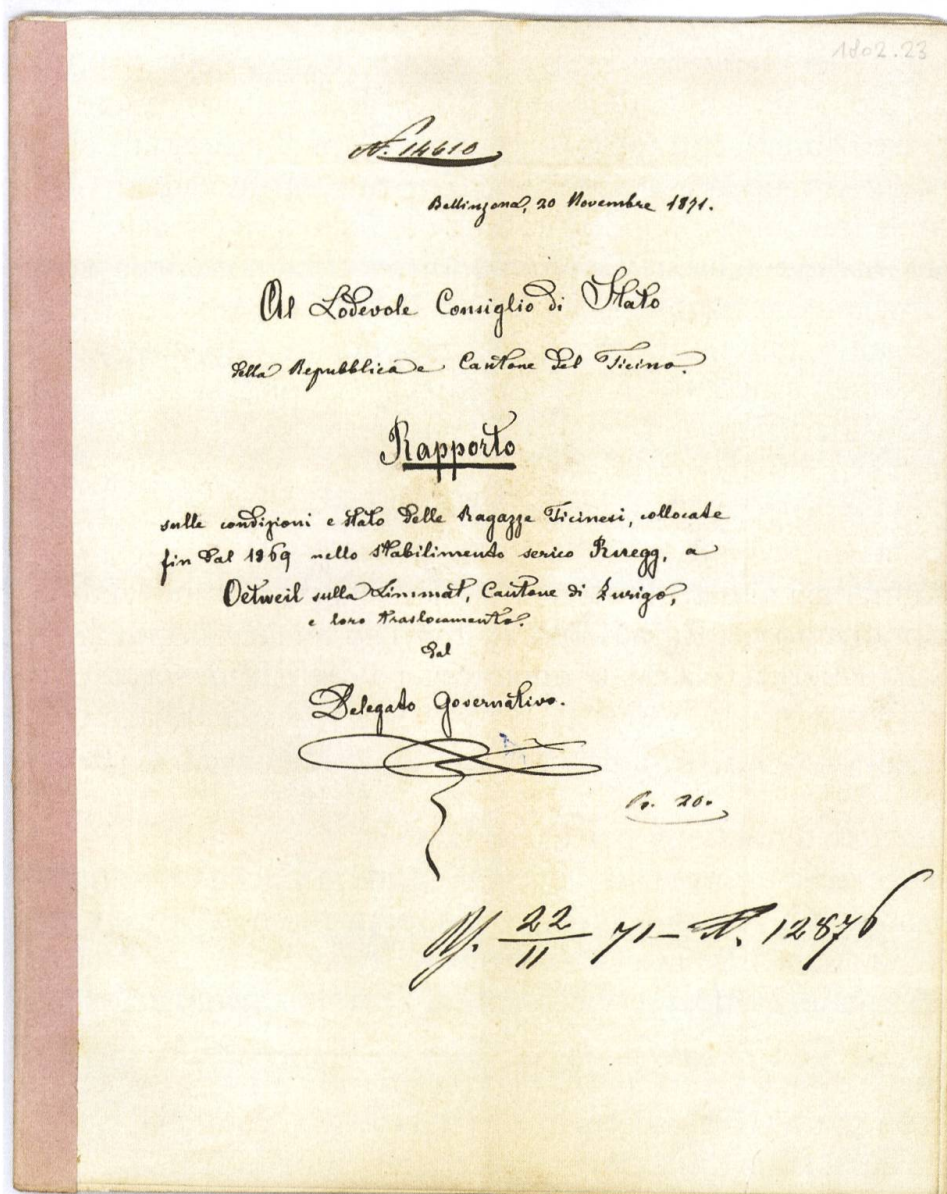 1802.23
N. 14610
Bellinzona, 20 Novembre 1871.
Al Lodevole Consiglio di Stato
della Repubblica e Cantone del Ticino.
Rapporto
sulle condizioni e stato delle Ragazze Ticinesi, collocate
fin dal 1869 nello stabilimento serico Ruegg, a
Oetweil sulla Limmat, Cantone di Zurigo,
e loro traslocamento.
dal
Delegato Governativo.
20.
22
11
71 - N. 12876